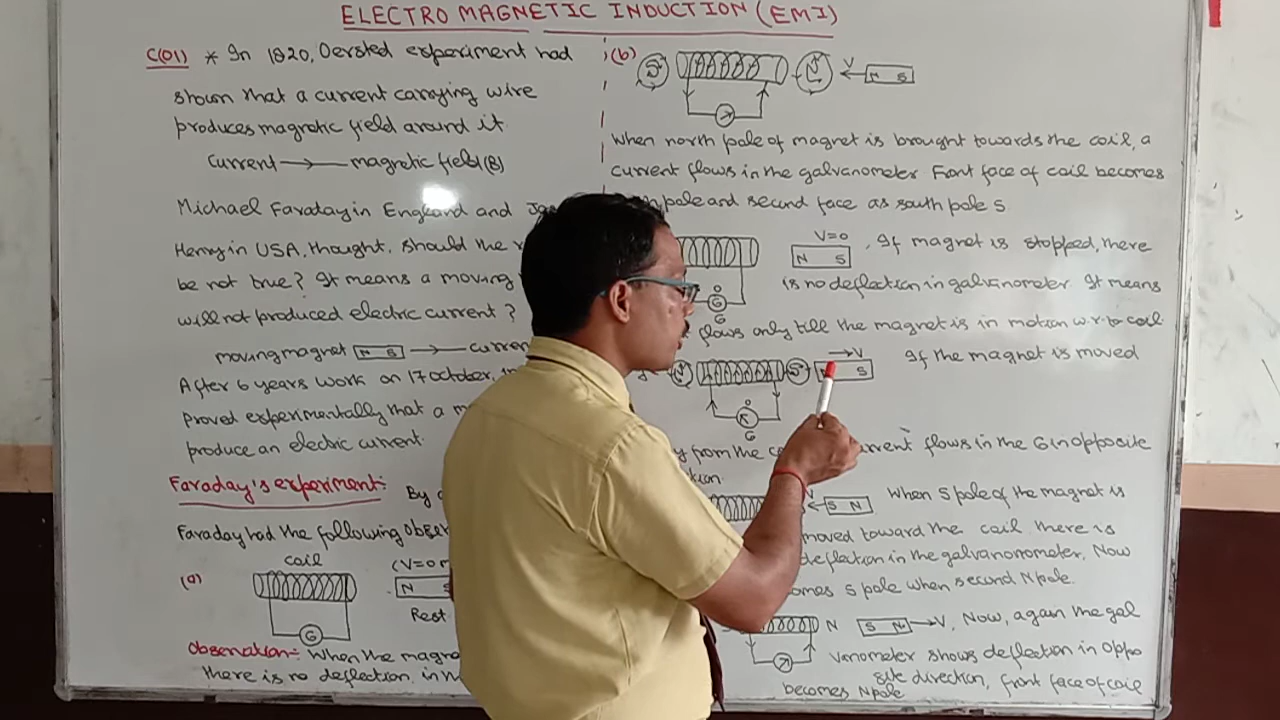 ELECTRO MAGNETIC INDUCTION (EMI)
C(01) * In 1820, Oersted experiment had
shown that a current carrying wire
produces magnetic field around it
Current → magnetic field (B)
Michael Faraday in England and
Henry in USA, thought, should the
be not true? It means a moving
will not produced electric current?
moving magnet N S → curren
After 6 years work on 17 October,
Proved experimentally that a
produce an electric current.
Faraday's experiment: By
Faraday had the following obser
(a) coil (V=0
G N S
Rest
Observation:- When the magne
there is no deflection in
(b) S N V N S
When north pole of magnet is brought towards the coil, a
current flows in the galvanometer Front face of coil becomes
pole and second face as south pole S.
V=0
N S , If magnet is stopped, there
is no deflection in galvanometer. It means
G
G
flows only till the magnet is in motion w.r.to coil
→V If the magnet is moved
S S
G
from the current flows in the G in opposite
V
S N When S pole of the magnet is
moved toward the coil there is
deflection in the galvanonometer. Now
omes S pole when second N pole.
N S N →V, Now, again the gal
vanometer shows deflection in oppo
site direction, front face of coil
becomes N pole